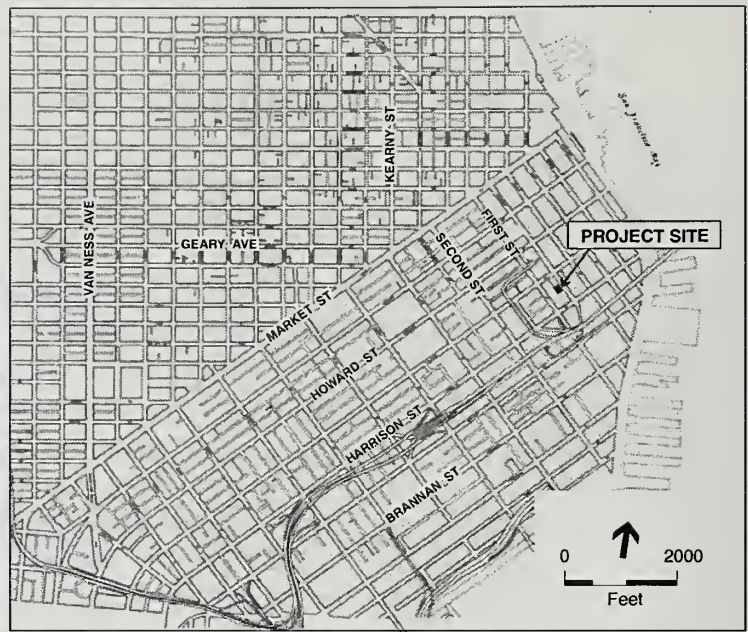 San Francisco Bay
KEARNY ST
FIRST ST
PROJECT SITE
VAN NESS AVE
GEARY AVE
SECOND ST
MARKET ST
HOWARD ST
HARRISON ST
BRANNAN ST
0 2000
Feet